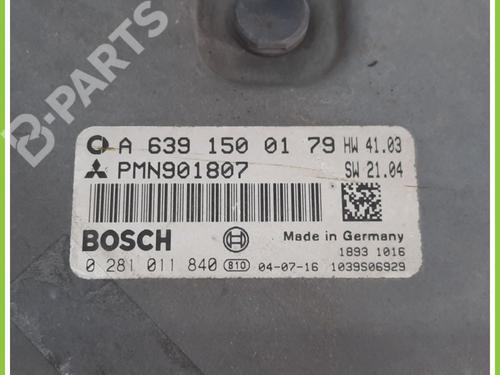 B-PARTS
A 639 150 01 79 HW 41.03
PMN901807 SW 21.04
BOSCH Made in Germany
1893 1016
0 281 011 840 810 04-07-16 1039S06929